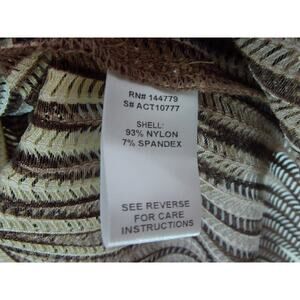 RN# 144779
S# ACT10777
SHELL:
93% NYLON
7% SPANDEX
SEE REVERSE
FOR CARE
INSTRUCTIONS